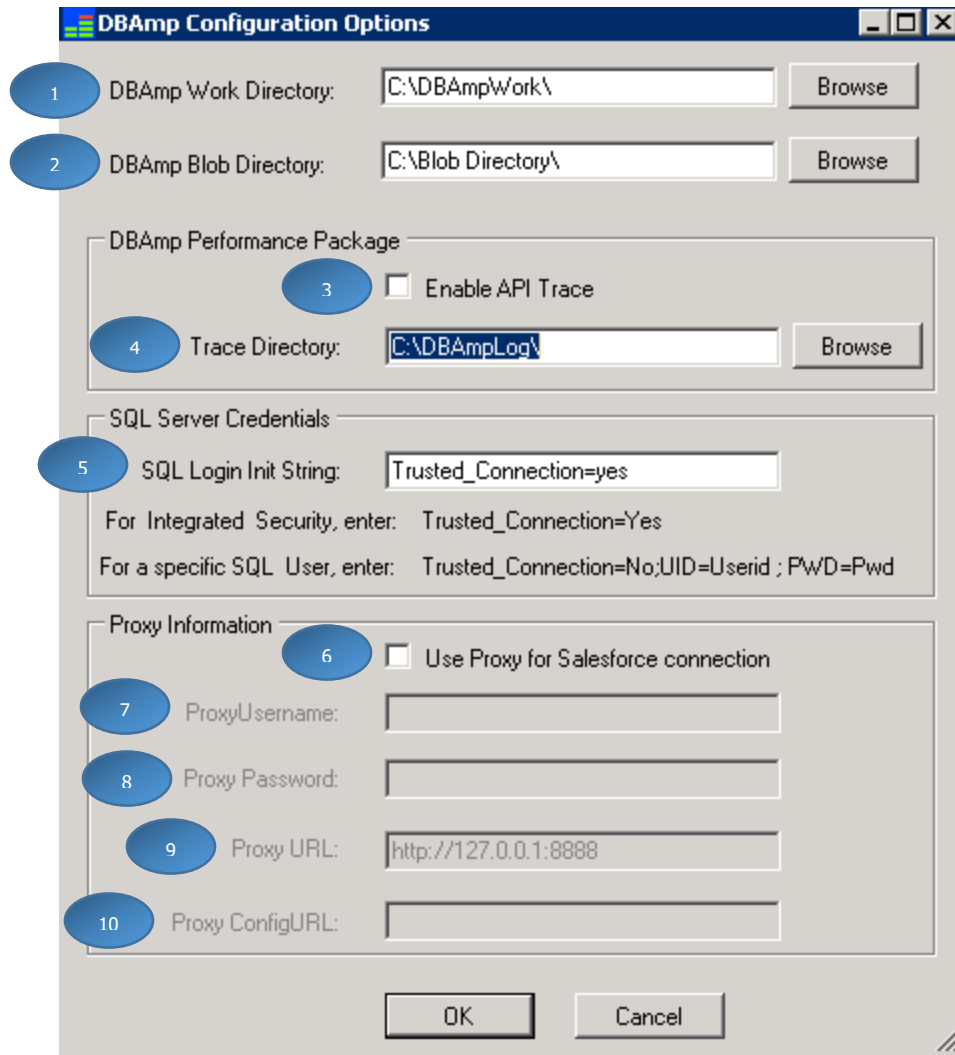 DBAmp Configuration Options
1 DBAmp Work Directory: C:\DBAmpWork\ Browse
2 DBAmp Blob Directory: C:\Blob Directory\ Browse
DBAmp Performance Package
3 Enable API Trace
4 Trace Directory: C:\DBAmpLog\ Browse
SQL Server Credentials
5 SQL Login Init String: Trusted_Connection=yes
For Integrated Security, enter: Trusted_Connection=Yes
For a specific SQL User, enter: Trusted_Connection=No;UID=Userid ; PWD=Pwd
Proxy Information
6 Use Proxy for Salesforce connection
7 ProxyUsername:
8 Proxy Password:
9 Proxy URL: http://127.0.0.1:8888
10 Proxy ConfigURL:
OK Cancel